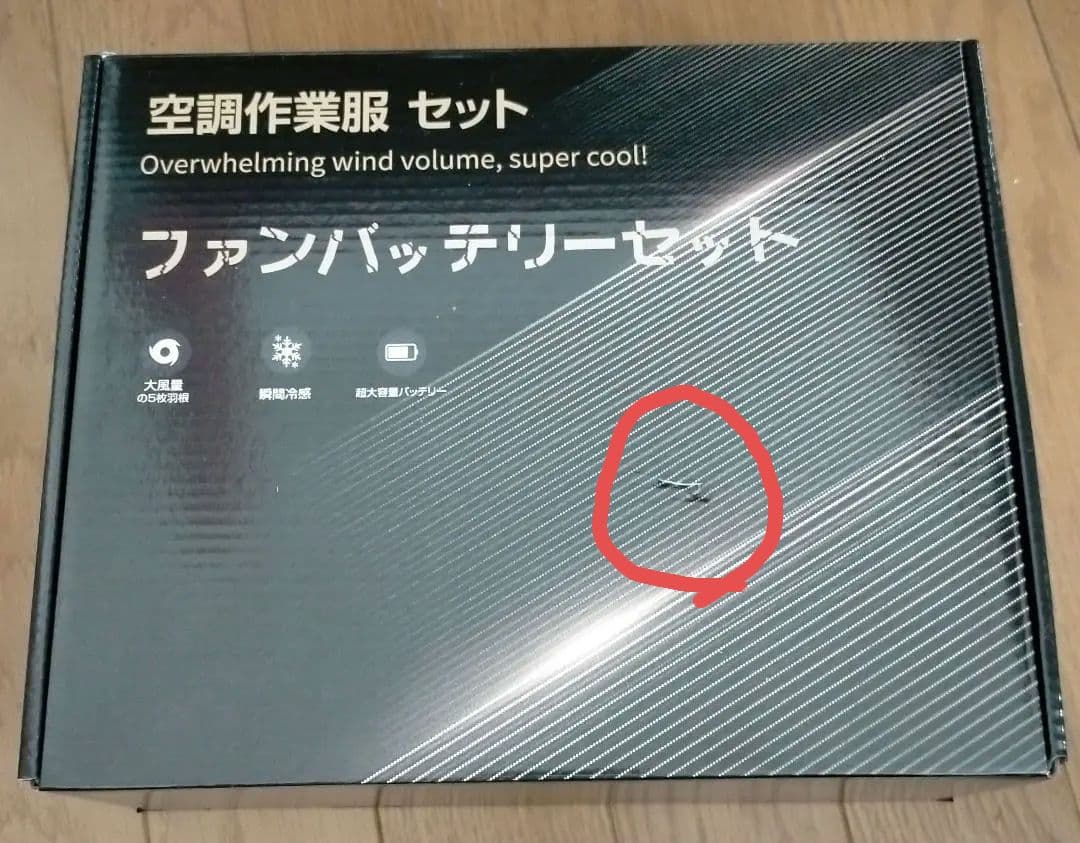 空調作業服 セット
Overwhelming wind volume, super cool!
ファンバッテリーセット
大風量
の5枚羽根
瞬間冷感
超大容量バッテリー